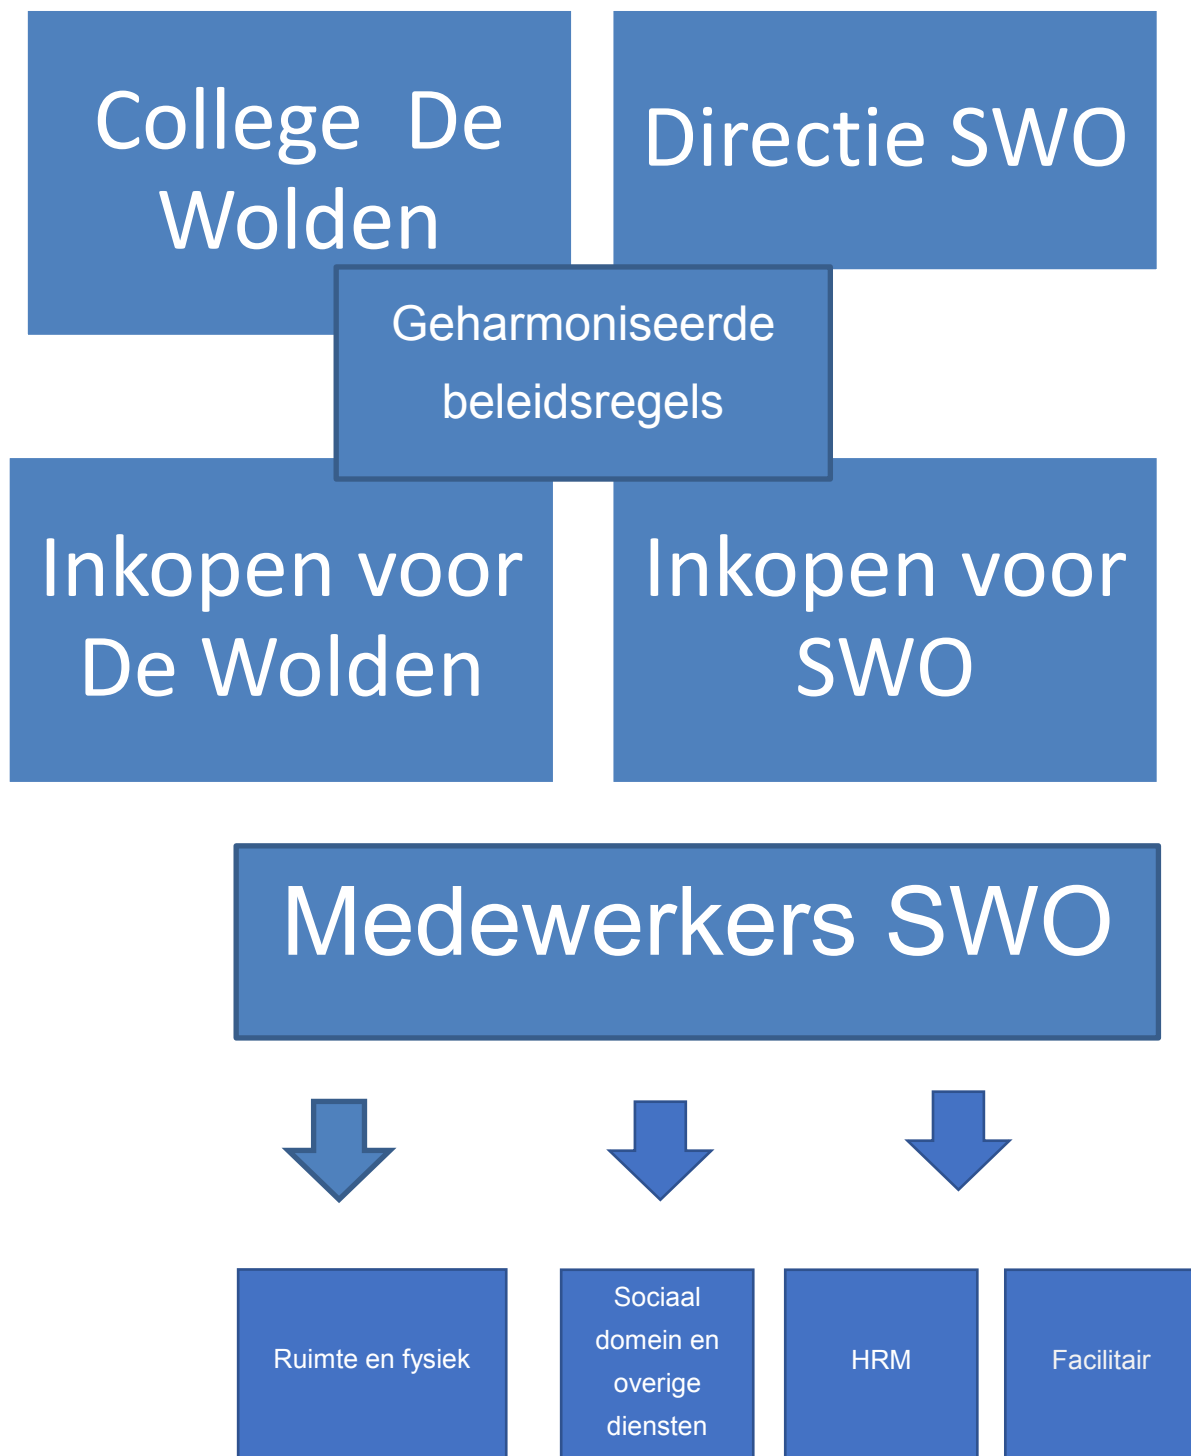 College De
Wolden
Directie SWO
Geharmoniseerde
beleidsregels
Inkopen voor
De Wolden
Inkopen voor
SWO
Medewerkers SWO
Ruimte en fysiek
Sociaal
domein en
overige
diensten
HRM
Facilitair